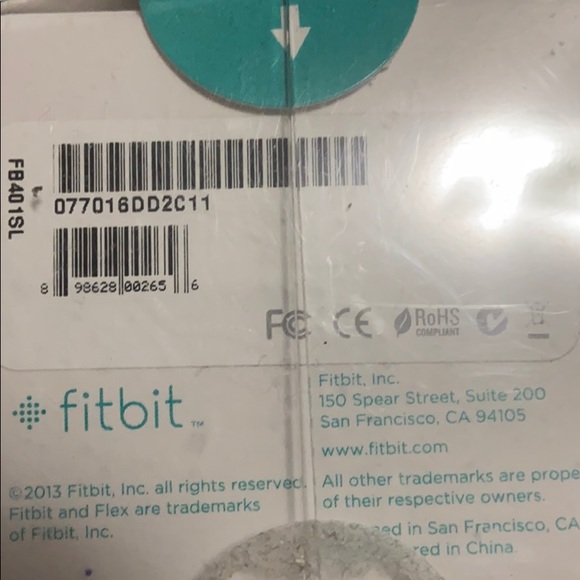 FB401SL
077016DD2C11
8 98628 00265 6
FC CE RoHS
COMPLIANT
fitbit™
Fitbit, Inc.
150 Spear Street, Suite 200
San Francisco, CA 94105
www.fitbit.com
©2013 Fitbit, Inc. all rights reserved.
Fitbit and Flex are trademarks
of Fitbit, Inc.
All other trademarks are prope
of their respective owners.
ned in San Francisco, CA
red in China.